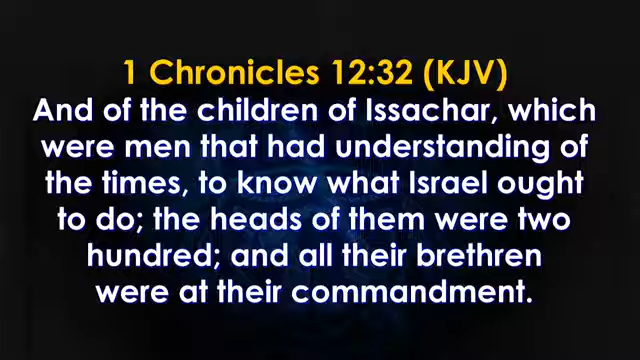 1 Chronicles 12:32 (KJV)
And of the children of Issachar, which
were men that had understanding of
the times, to know what Israel ought
to do; the heads of them were two
hundred; and all their brethren
were at their commandment.